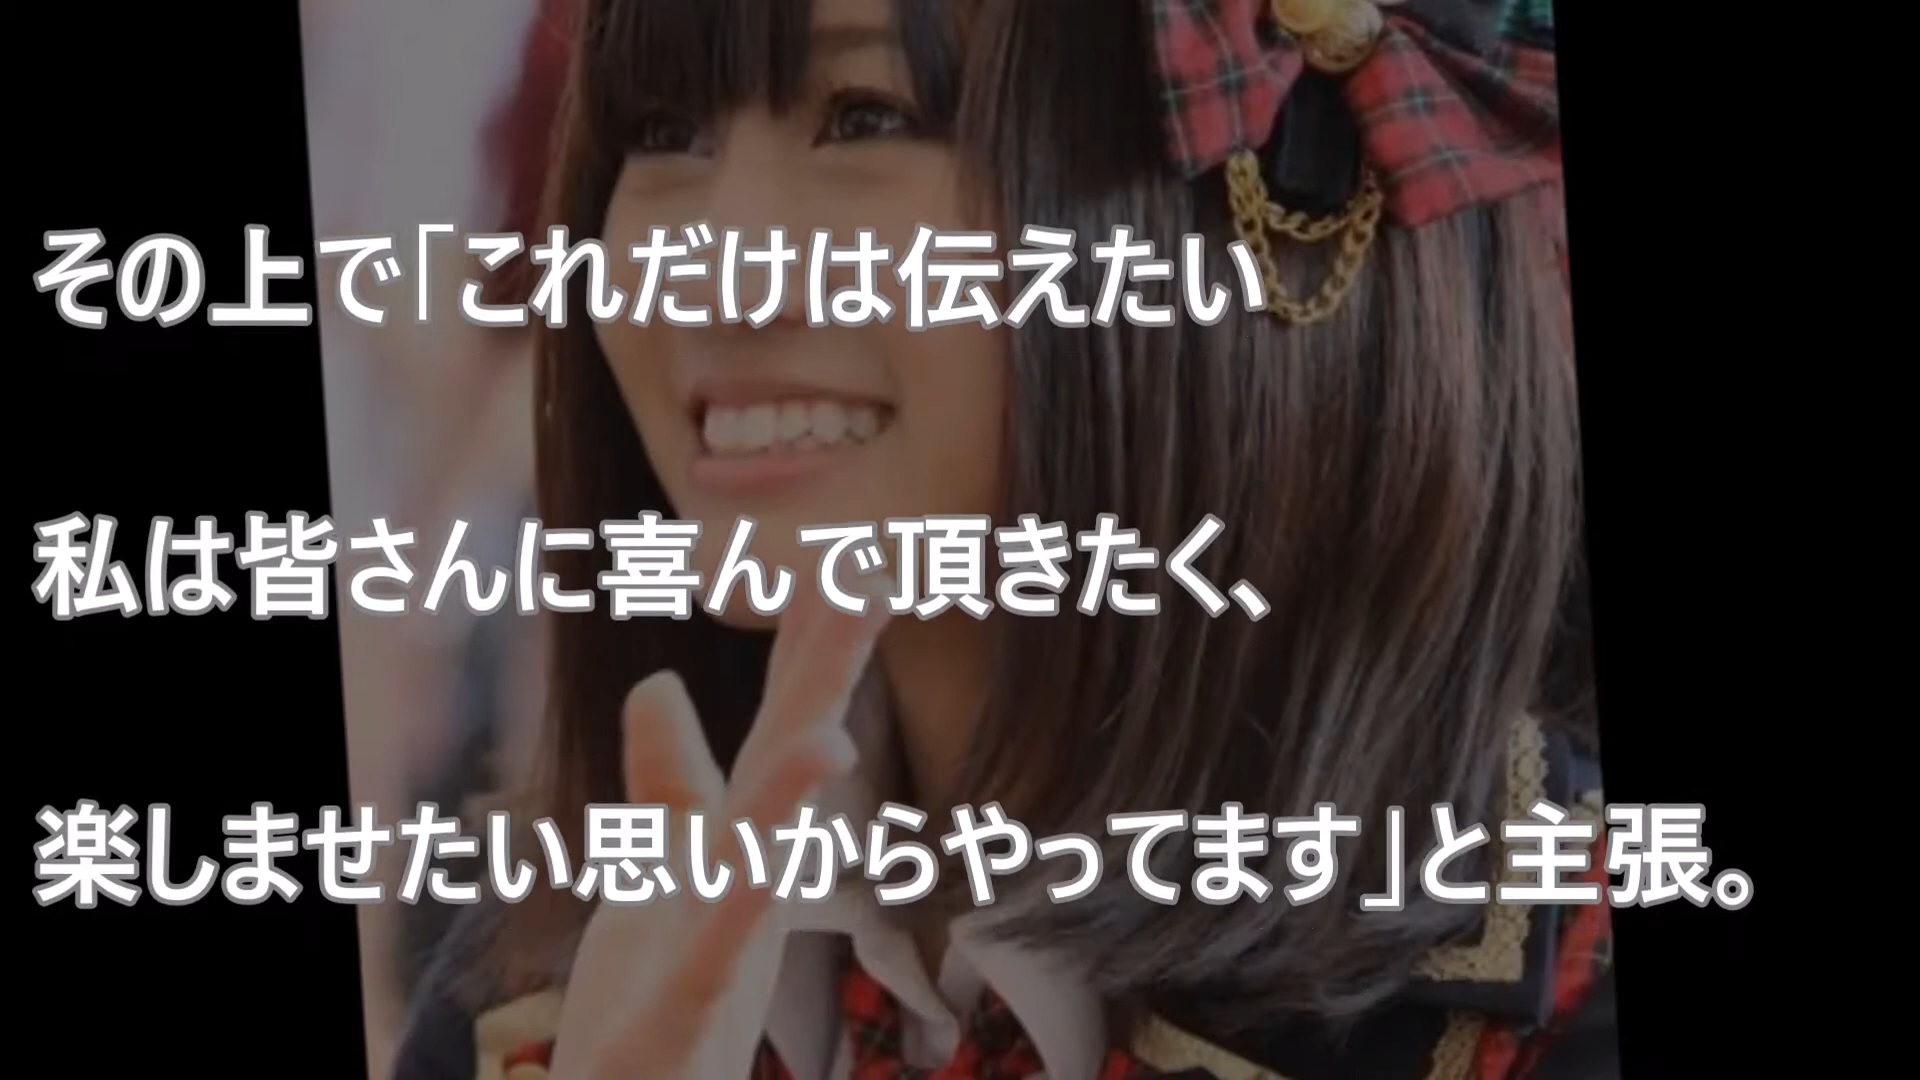 その上で「これだけは伝えたい
私は皆さんに喜んで頂きたく、
楽しませたい思いからやってます」と主張。